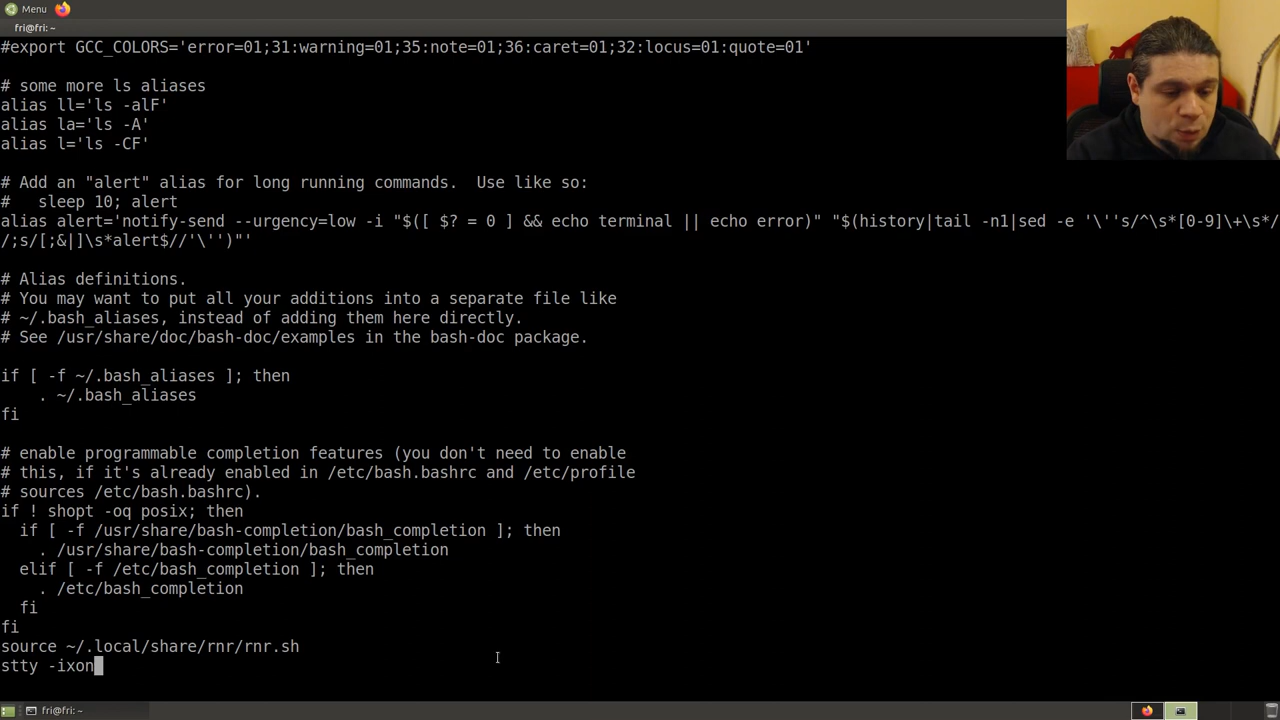 Menu
fri@fri: ~
#export GCC_COLORS='error=01;31:warning=01;35:note=01;36:caret=01;32:locus=01:quote=01'
# some more ls aliases
alias ll='ls -alF'
alias la='ls -A'
alias l='ls -CF'
# Add an "alert" alias for long running commands.  Use like so:
#   sleep 10; alert
alias alert='notify-send --urgency=low -i "$([ $? = 0 ] && echo terminal || echo error)" "$(history|tail -n1|sed -e '\''s/^\s*[0-9]\+\s*/
/;s/[;&|]\s*alert$//'\'')"'
# Alias definitions.
# You may want to put all your additions into a separate file like
# ~/.bash_aliases, instead of adding them here directly.
# See /usr/share/doc/bash-doc/examples in the bash-doc package.
if [ -f ~/.bash_aliases ]; then
    . ~/.bash_aliases
fi
# enable programmable completion features (you don't need to enable
# this, if it's already enabled in /etc/bash.bashrc and /etc/profile
# sources /etc/bash.bashrc).
if ! shopt -oq posix; then
  if [ -f /usr/share/bash-completion/bash_completion ]; then
    . /usr/share/bash-completion/bash_completion
  elif [ -f /etc/bash_completion ]; then
    . /etc/bash_completion
  fi
fi
source ~/.local/share/rnr/rnr.sh
stty -ixon
fri@fri: ~